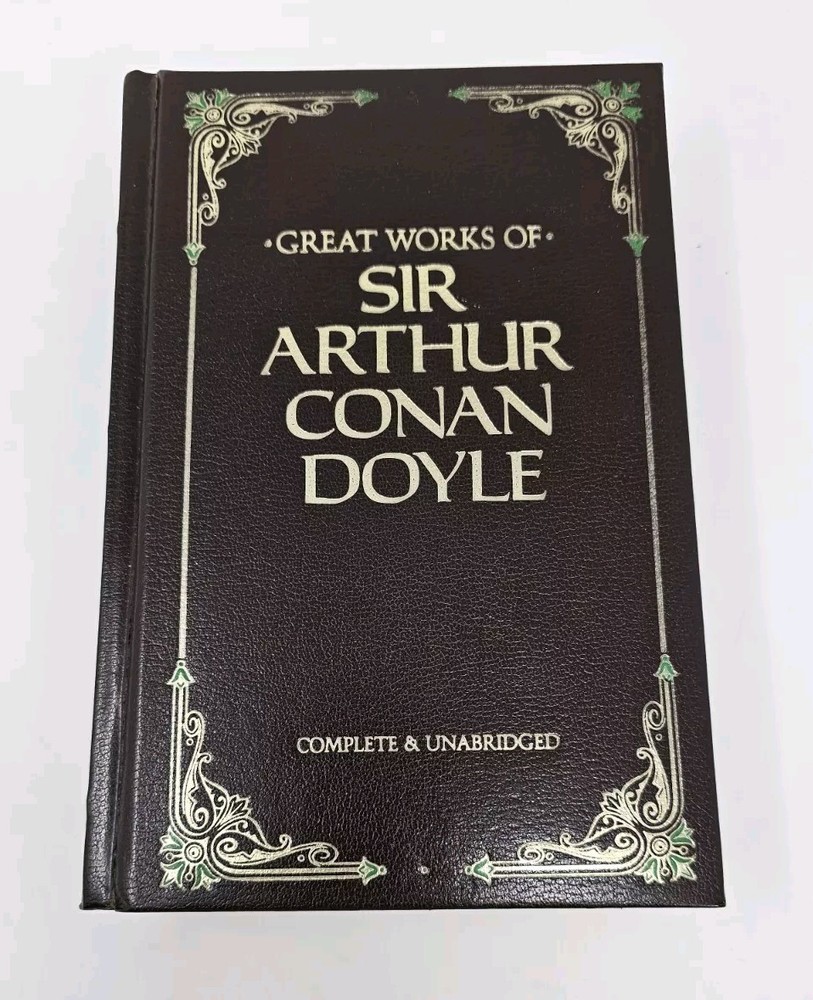 ·GREAT WORKS OF·
SIR
ARTHUR
CONAN
DOYLE
COMPLETE & UNABRIDGED